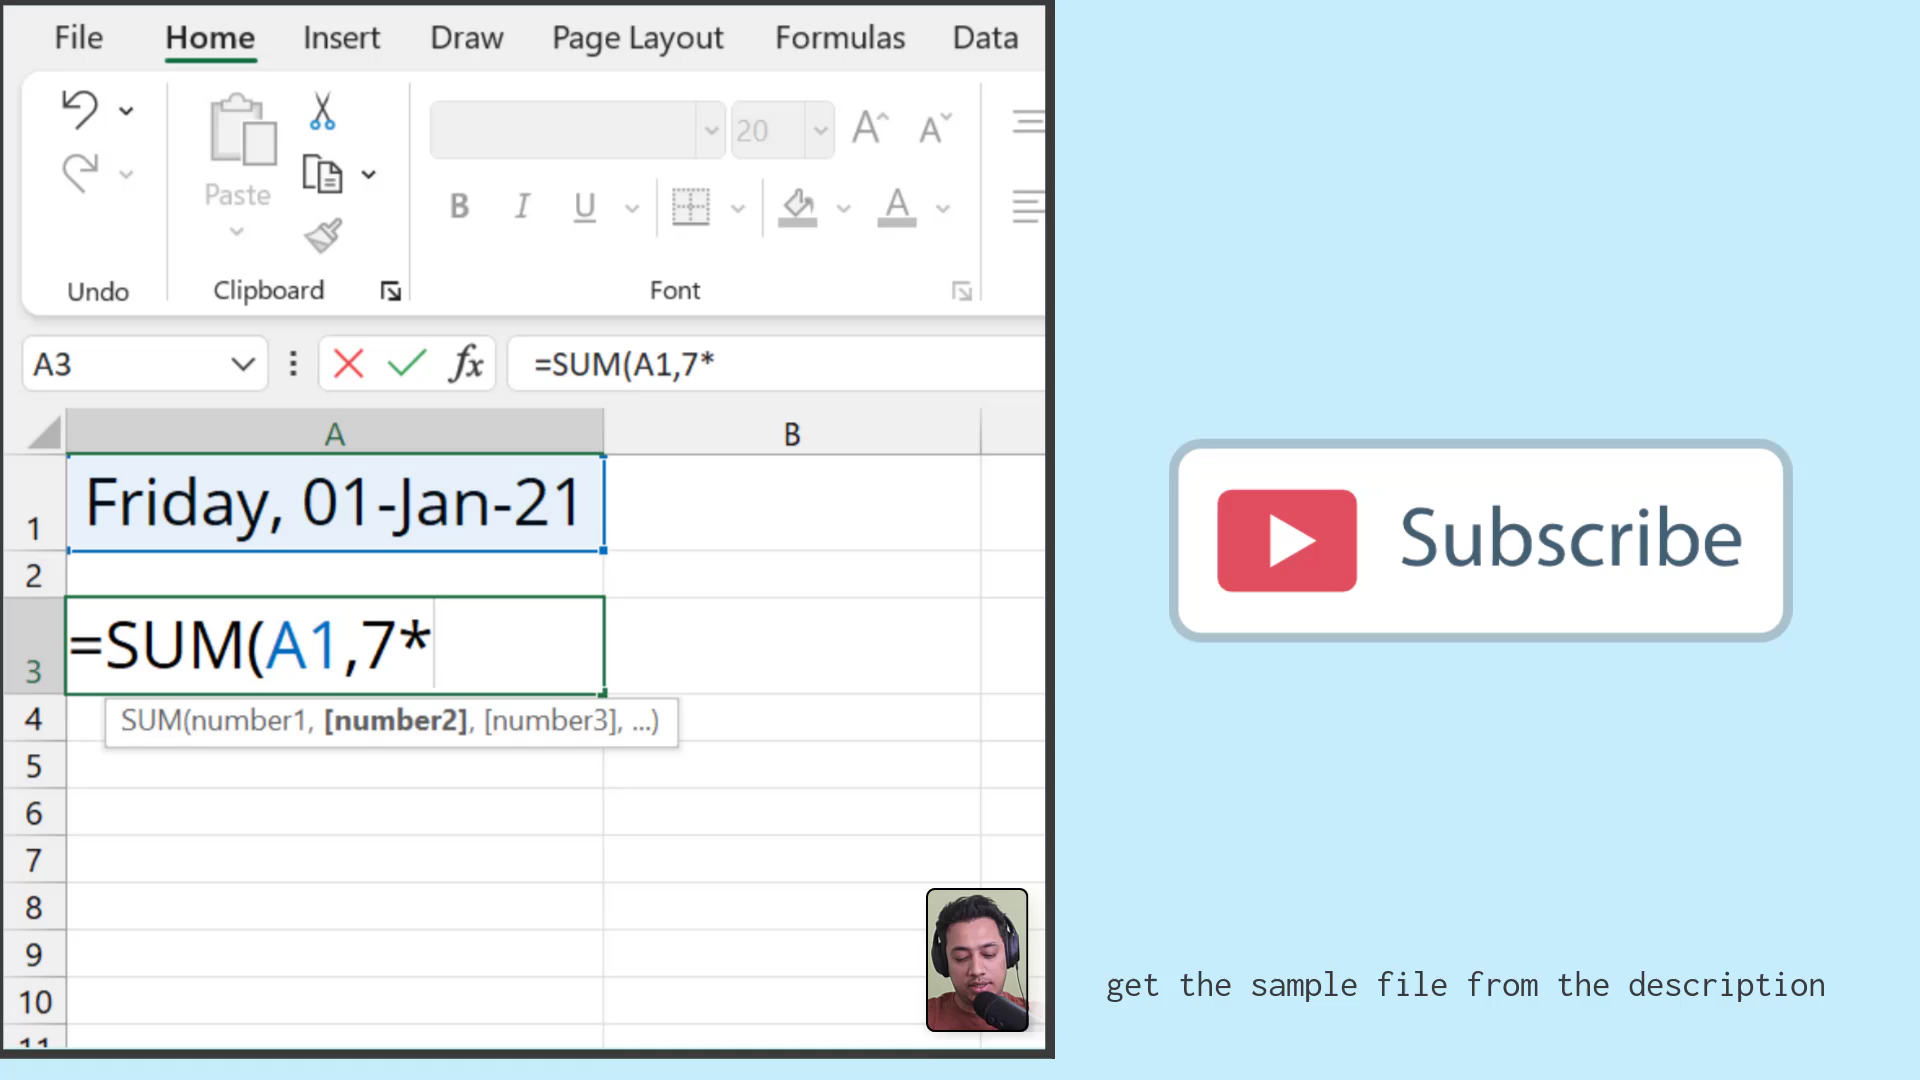 File Home Insert Draw Page Layout Formulas Data
20 A^ Aˇ
Paste
B I U A
Undo Clipboard Font
A3 fx =SUM(A1,7*
A B
1 Friday, 01-Jan-21
2
3 =SUM(A1,7*
4 SUM(number1, [number2], [number3], ...)
5
6
7
8
9
10
11
Subscribe
get the sample file from the description